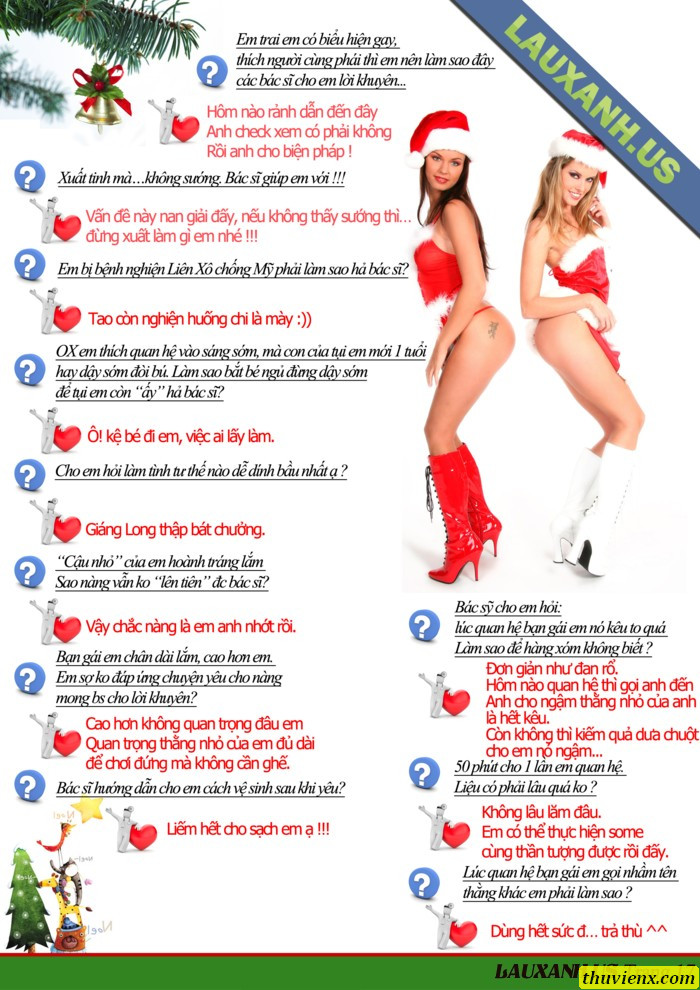 LAUXANH.US
Em trai em có biểu hiện gay,
thích người cùng phái thì em nên làm sao đây
các bác sĩ cho em lời khuyên...
Hôm nào rảnh dẫn đến đây
Anh check xem có phải không
Rồi anh cho biện pháp !
Xuất tinh mà...không sướng. Bác sĩ giúp em với !!!
Vấn đề này nan giải đấy, nếu không thấy sướng thì...
đừng xuất làm gì em nhé !!!
Em bị bệnh nghiện Liên Xô chống Mỹ phải làm sao hả bác sĩ?
Tao còn nghiện huống chi là mày :))
OX em thích quan hệ vào sáng sớm, mà con của tụi em mới 1 tuổi
hay dậy sớm đòi bú. Làm sao bắt bé ngủ đừng dậy sớm
để tụi em còn “ấy” hả bác sĩ?
Ô! kệ bé đi em, việc ai lấy làm.
Cho em hỏi làm tình tư thế nào dễ dính bầu nhất ạ ?
Giáng Long thập bát chưởng.
“Cậu nhỏ” của em hoành tráng lắm
Sao nàng vẫn ko “lên tiên” đc bác sĩ?
Vậy chắc nàng là em anh nhớt rồi.
Bạn gái em chân dài lắm, cao hơn em.
Em sợ ko đáp ứng chuyện yêu cho nàng
mong bs cho lời khuyên?
Cao hơn không quan trọng đâu em
Quan trọng thằng nhỏ của em đủ dài
để chơi đứng mà không cần ghế.
Bác sĩ hướng dẫn cho em cách vệ sinh sau khi yêu?
Liếm hết cho sạch em ạ !!!
Bác sỹ cho em hỏi:
lúc quan hệ bạn gái em nó kêu to quá
Làm sao để hàng xóm không biết ?
Đơn giản như đan rổ.
Hôm nào quan hệ thì gọi anh đến
Anh cho ngậm thằng nhỏ của anh
là hết kêu.
Còn không thì kiếm quả dưa chuột
cho em nó ngậm...
50 phút cho 1 lần em quan hệ.
Liệu có phải lâu quá ko ?
Không lâu lắm đâu.
Em có thể thực hiện some
cùng thần tượng được rồi đấy.
Lúc quan hệ bạn gái em gọi nhầm tên
thằng khác em phải làm sao ?
Dùng hết sức đ... trả thù ^^
LAUXANH.US
thuvienx.com